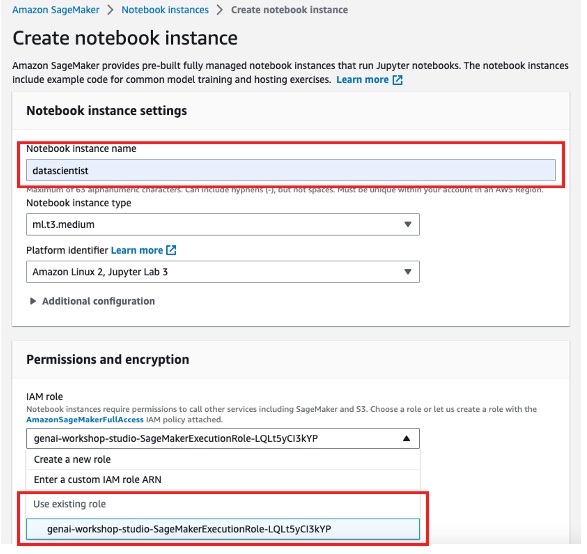 Amazon SageMaker > Notebook instances > Create notebook instance
Create notebook instance
Amazon SageMaker provides pre-built fully managed notebook instances that run Jupyter notebooks. The notebook instances
include example code for common model training and hosting exercises. Learn more
Notebook instance settings
Notebook instance name
datascientist
Maximum of 63 alphanumeric characters. Can include hyphens (-), but not spaces. Must be unique within your account in an AWS Region.
Notebook instance type
ml.t3.medium
Platform identifier Learn more
Amazon Linux 2, Jupyter Lab 3
Additional configuration
Permissions and encryption
IAM role
Notebook instances require permissions to call other services including SageMaker and S3. Choose a role or let us create a role with the
AmazonSageMakerFullAccess IAM policy attached.
genai-workshop-studio-SageMakerExecutionRole-LQLt5yCI3kYP
Create a new role
Enter a custom IAM role ARN
Use existing role
genai-workshop-studio-SageMakerExecutionRole-LQLt5yCI3kYP